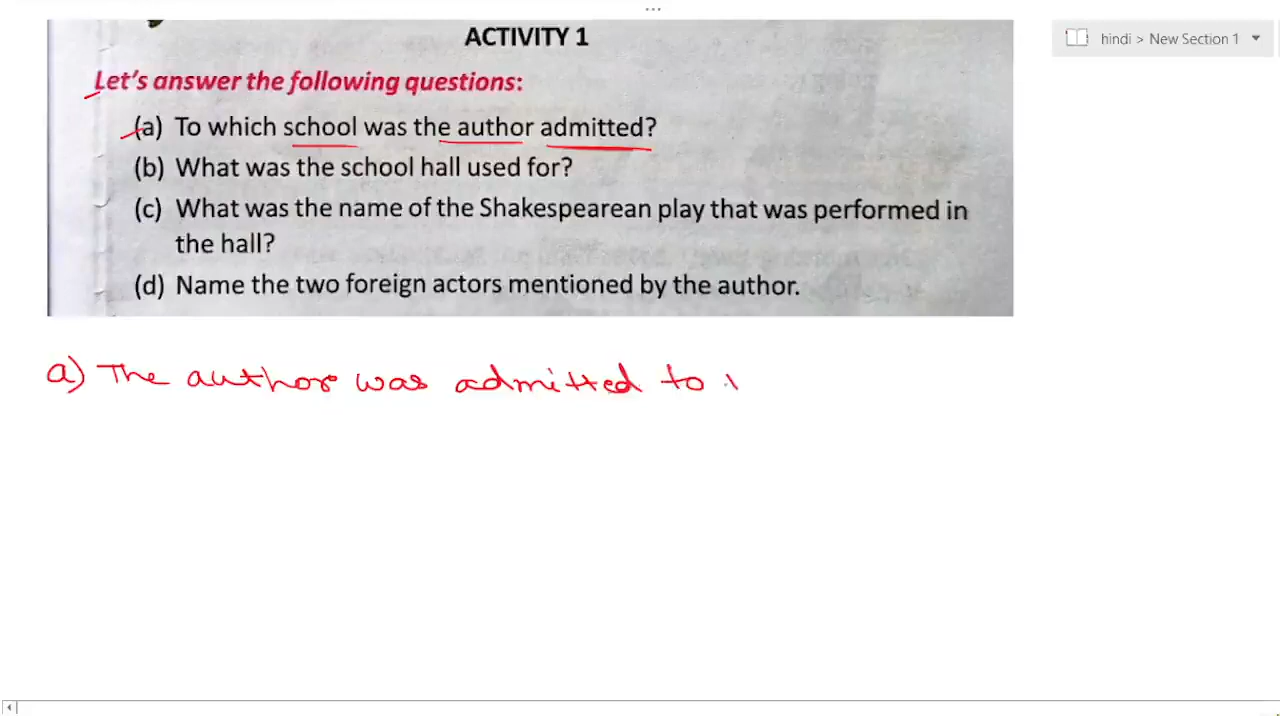 ...
ACTIVITY 1
hindi > New Section 1
Let's answer the following questions:
(a) To which school was the author admitted?
(b) What was the school hall used for?
(c) What was the name of the Shakespearean play that was performed in
the hall?
(d) Name the two foreign actors mentioned by the author.
a) The author was admitted to